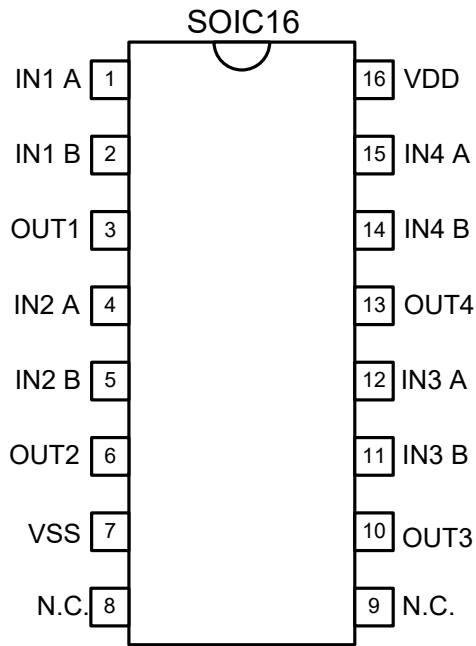 SOIC16
IN1 A 1 16 VDD
IN1 B 2 15 IN4 A
OUT1 3 14 IN4 B
IN2 A 4 13 OUT4
IN2 B 5 12 IN3 A
OUT2 6 11 IN3 B
VSS 7 10 OUT3
N.C. 8 9 N.C.